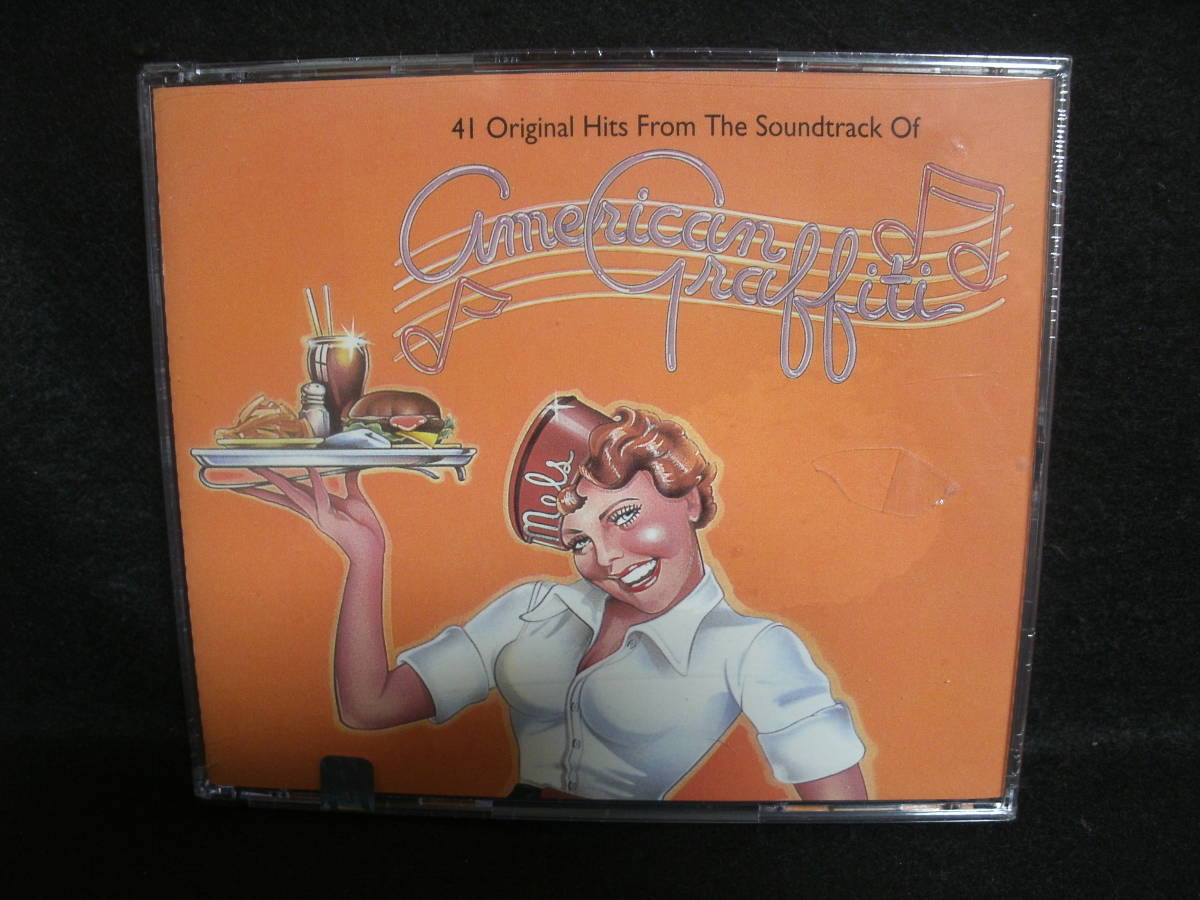 41 Original Hits From The Soundtrack Of
American
Graffiti
Mels